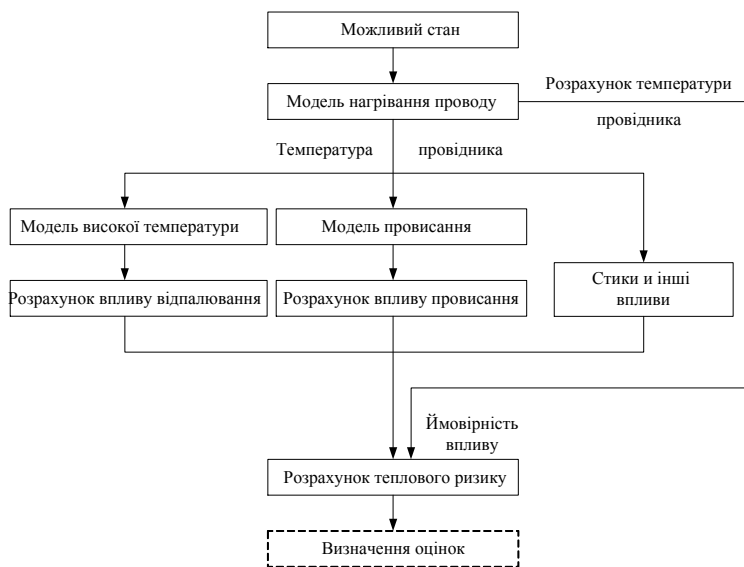 Можливий стан
Модель нагрівання проводу
Розрахунок температури
провідника
Температура провідника
Модель високої температури
Модель провисання
Розрахунок впливу відпалювання
Розрахунок впливу провисання
Стики и інші
впливи
Ймовірність
впливу
Розрахунок теплового ризику
Визначення оцінок